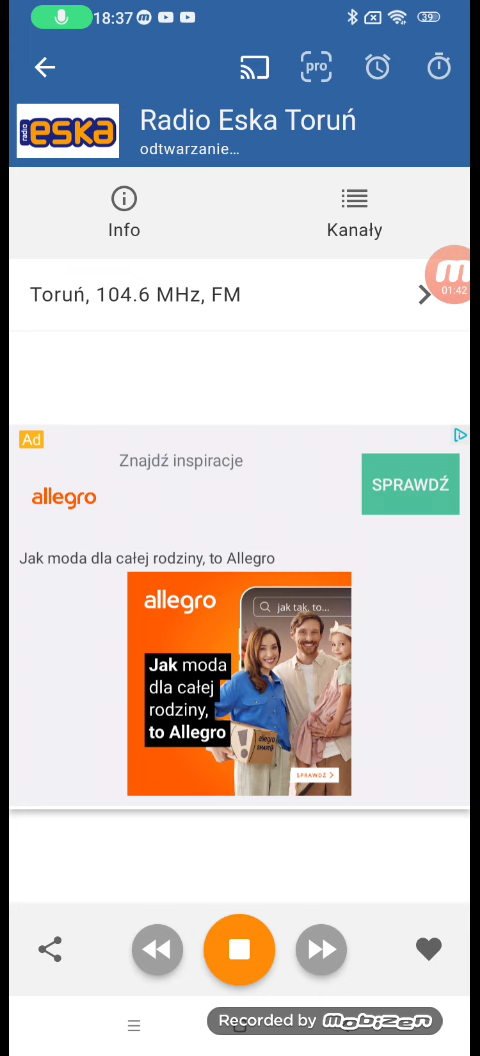 18:37
39
pro
radio ESKA
Radio Eska Toruń
odtwarzanie...
Info
Kanały
01:42
Toruń, 104.6 MHz, FM
Ad
Znajdź inspiracje
allegro
SPRAWDŹ
Jak moda dla całej rodziny, to Allegro
allegro
jak tak, to...
Jak moda
dla całej
rodziny,
to Allegro
allegro
SPRAWDŹ >
Recorded by mobizen